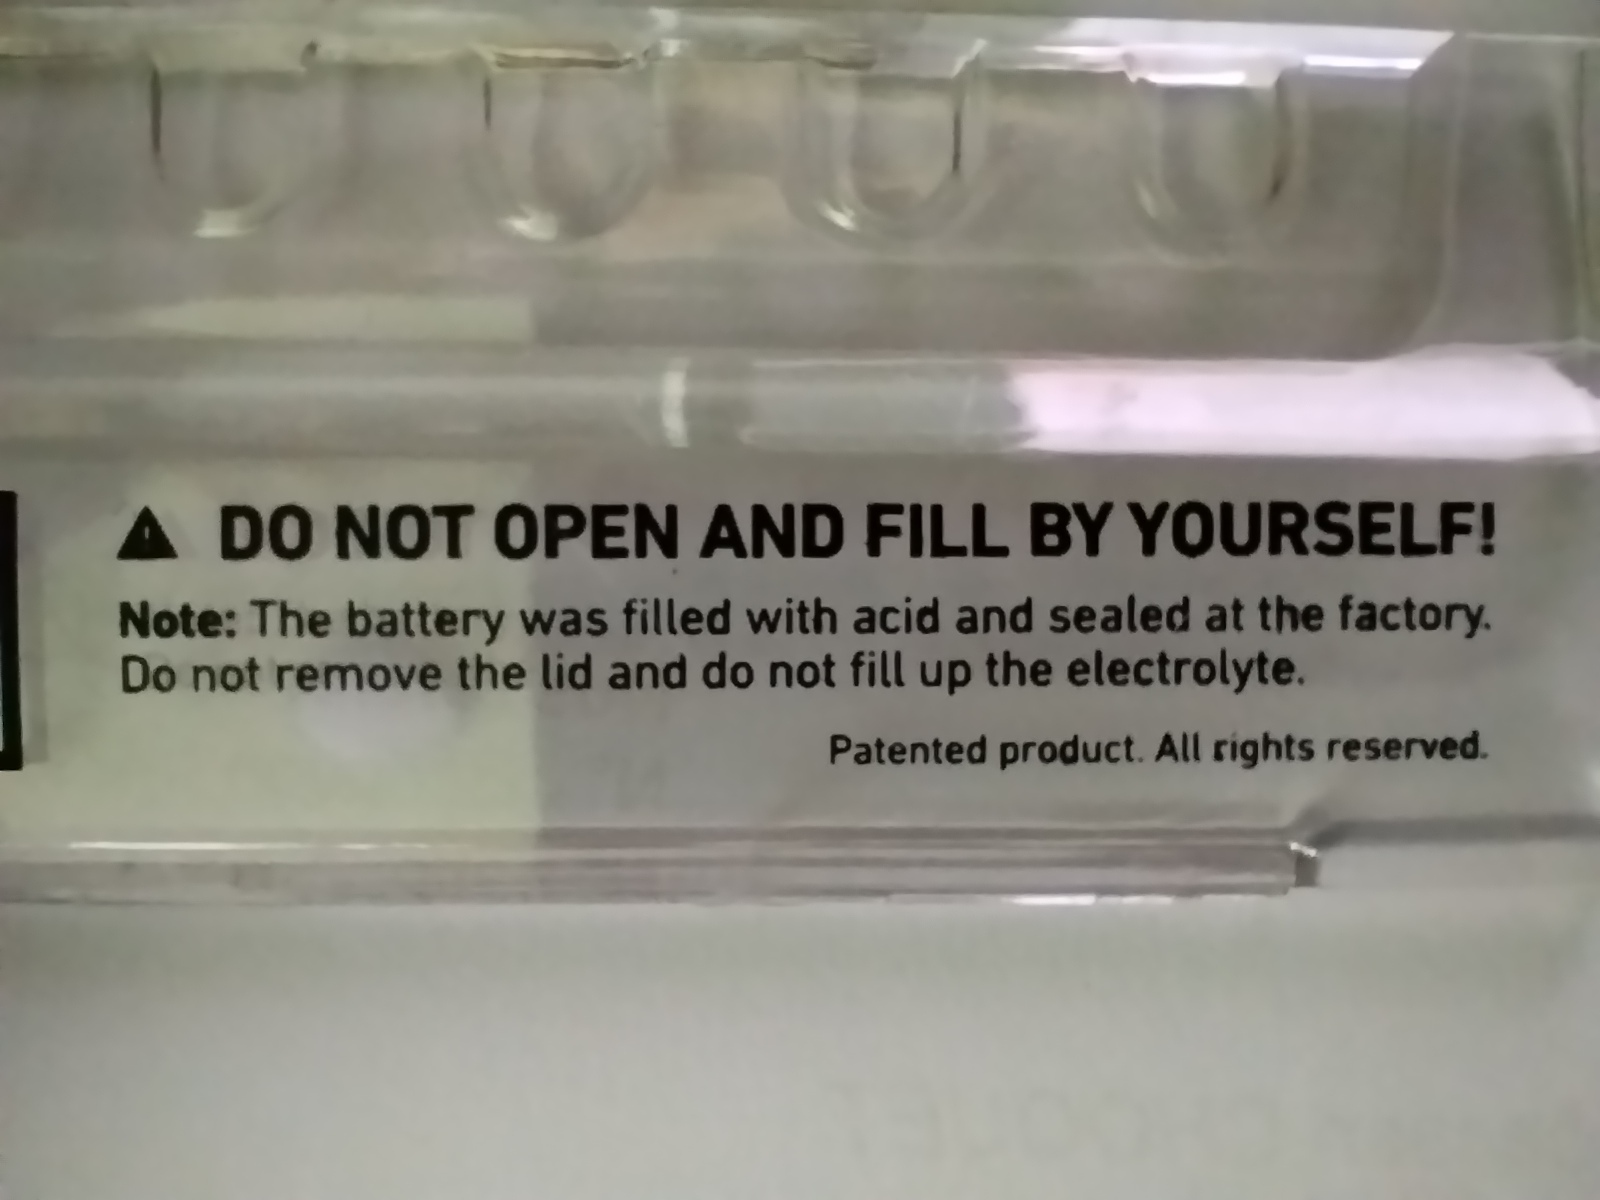 ⚠ DO NOT OPEN AND FILL BY YOURSELF!
Note: The battery was filled with acid and sealed at the factory.
Do not remove the lid and do not fill up the electrolyte.
Patented product. All rights reserved.